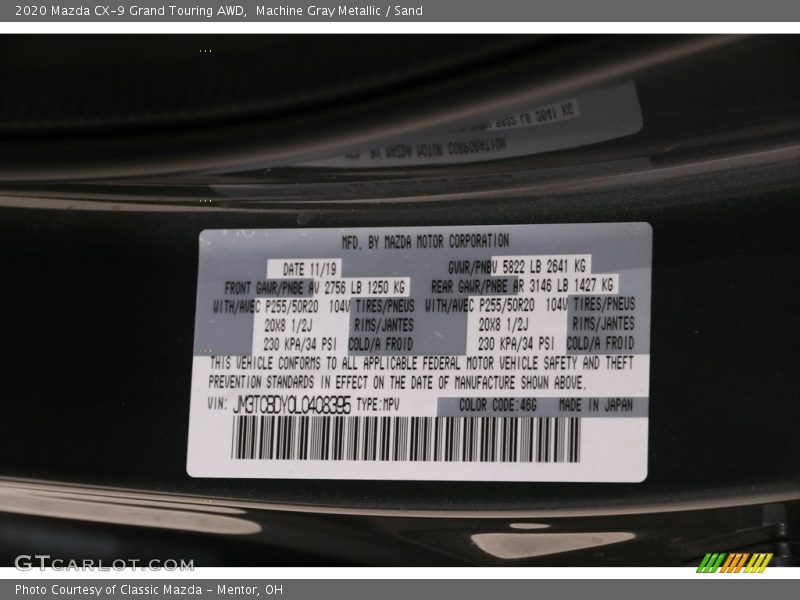 2020 Mazda CX-9 Grand Touring AWD,  Machine Gray Metallic / Sand
MFD. BY MAZDA MOTOR CORPORATION
DATE 11/19 GVWR/PNBV 5822 LB 2641 KG
FRONT GAWR/PNBE AV 2756 LB 1250 KG REAR GAWR/PNBE AR 3146 LB 1427 KG
WITH/AVEC P255/50R20 104V TIRES/PNEUS WITH/AVEC P255/50R20 104V TIRES/PNEUS
20X8 1/2J RIMS/JANTES 20X8 1/2J RIMS/JANTES
230 KPA/34 PSI COLD/A FROID 230 KPA/34 PSI COLD/A FROID
THIS VEHICLE CONFORMS TO ALL APPLICABLE FEDERAL MOTOR VEHICLE SAFETY AND THEFT
PREVENTION STANDARDS IN EFFECT ON THE DATE OF MANUFACTURE SHOWN ABOVE.
VIN: JM3TCBDY0L0408395 TYPE:MPV COLOR CODE:46G MADE IN JAPAN
GTcarlot.com
Photo Courtesy of Classic Mazda - Mentor, OH